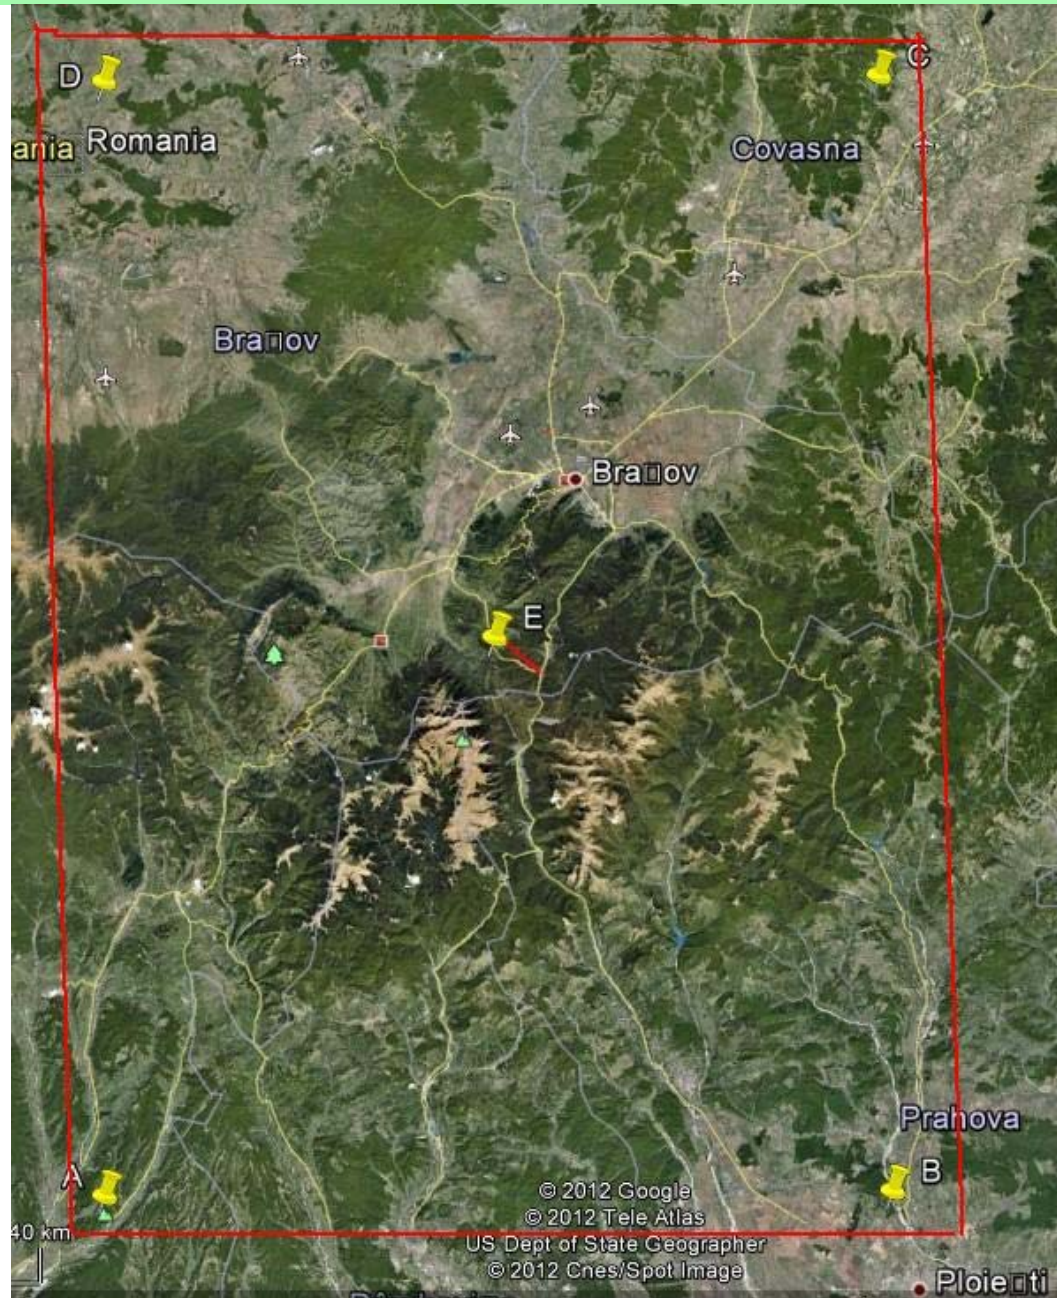 C
D
ania Romania
Covasna
Bra□ov
Bra□ov
E
Prahova
A
B
© 2012 Google
40 km
© 2012 Tele Atlas
US Dept of State Geographer
© 2012 Cnes/Spot Image
Ploie□ti